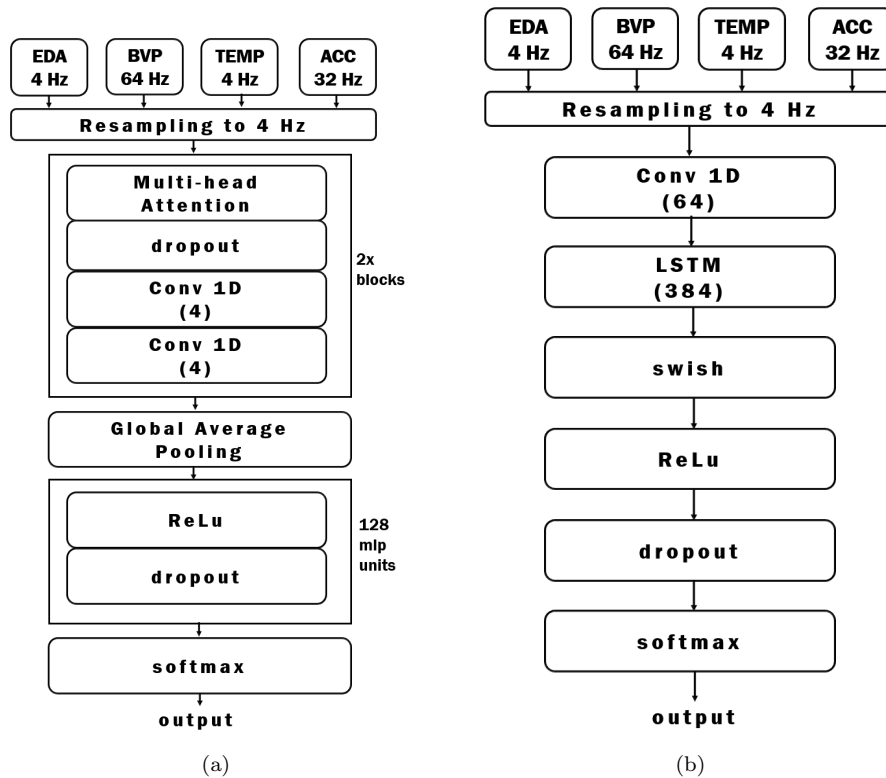 EDA
4 Hz
BVP
64 Hz
TEMP
4 Hz
ACC
32 Hz
Resampling to 4 Hz
Multi-head
Attention
dropout
Conv 1D
(4)
Conv 1D
(4)
2x
blocks
Global Average
Pooling
ReLu
dropout
128
mlp
units
softmax
output
(a)
EDA
4 Hz
BVP
64 Hz
TEMP
4 Hz
ACC
32 Hz
Resampling to 4 Hz
Conv 1D
(64)
LSTM
(384)
swish
ReLu
dropout
softmax
output
(b)